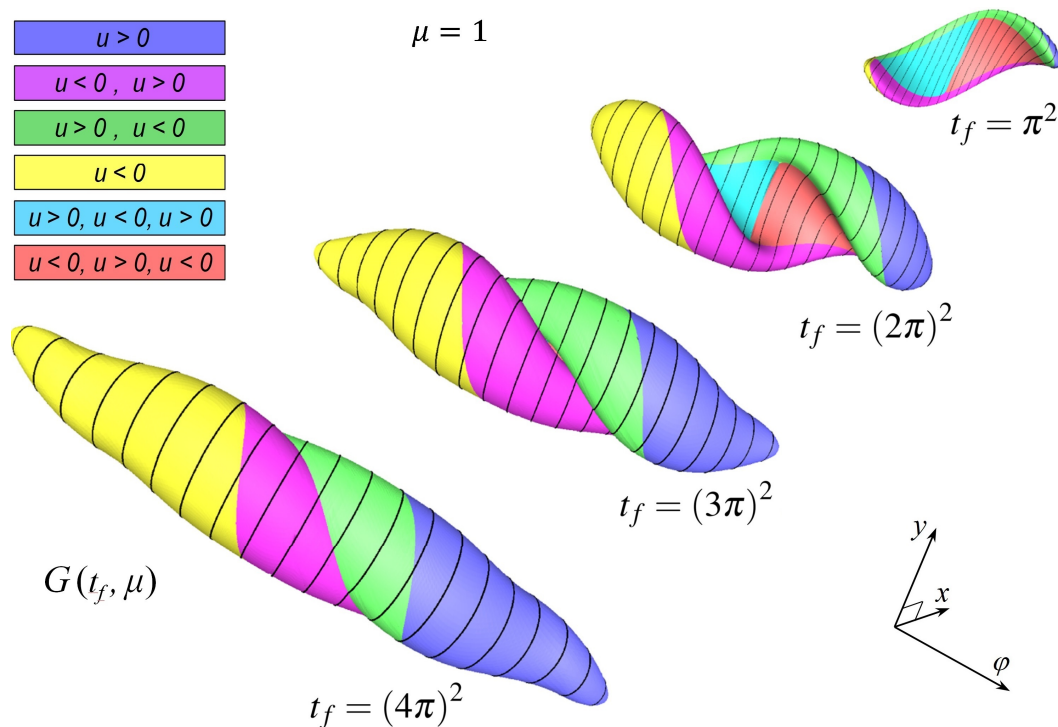 u > 0
u < 0 , u > 0
u > 0 , u < 0
u < 0
u > 0, u < 0, u > 0
u < 0, u > 0, u < 0
μ = 1
t_f = π²
t_f = (2π)²
t_f = (3π)²
t_f = (4π)²
G(t_f, μ)
y
x
φ